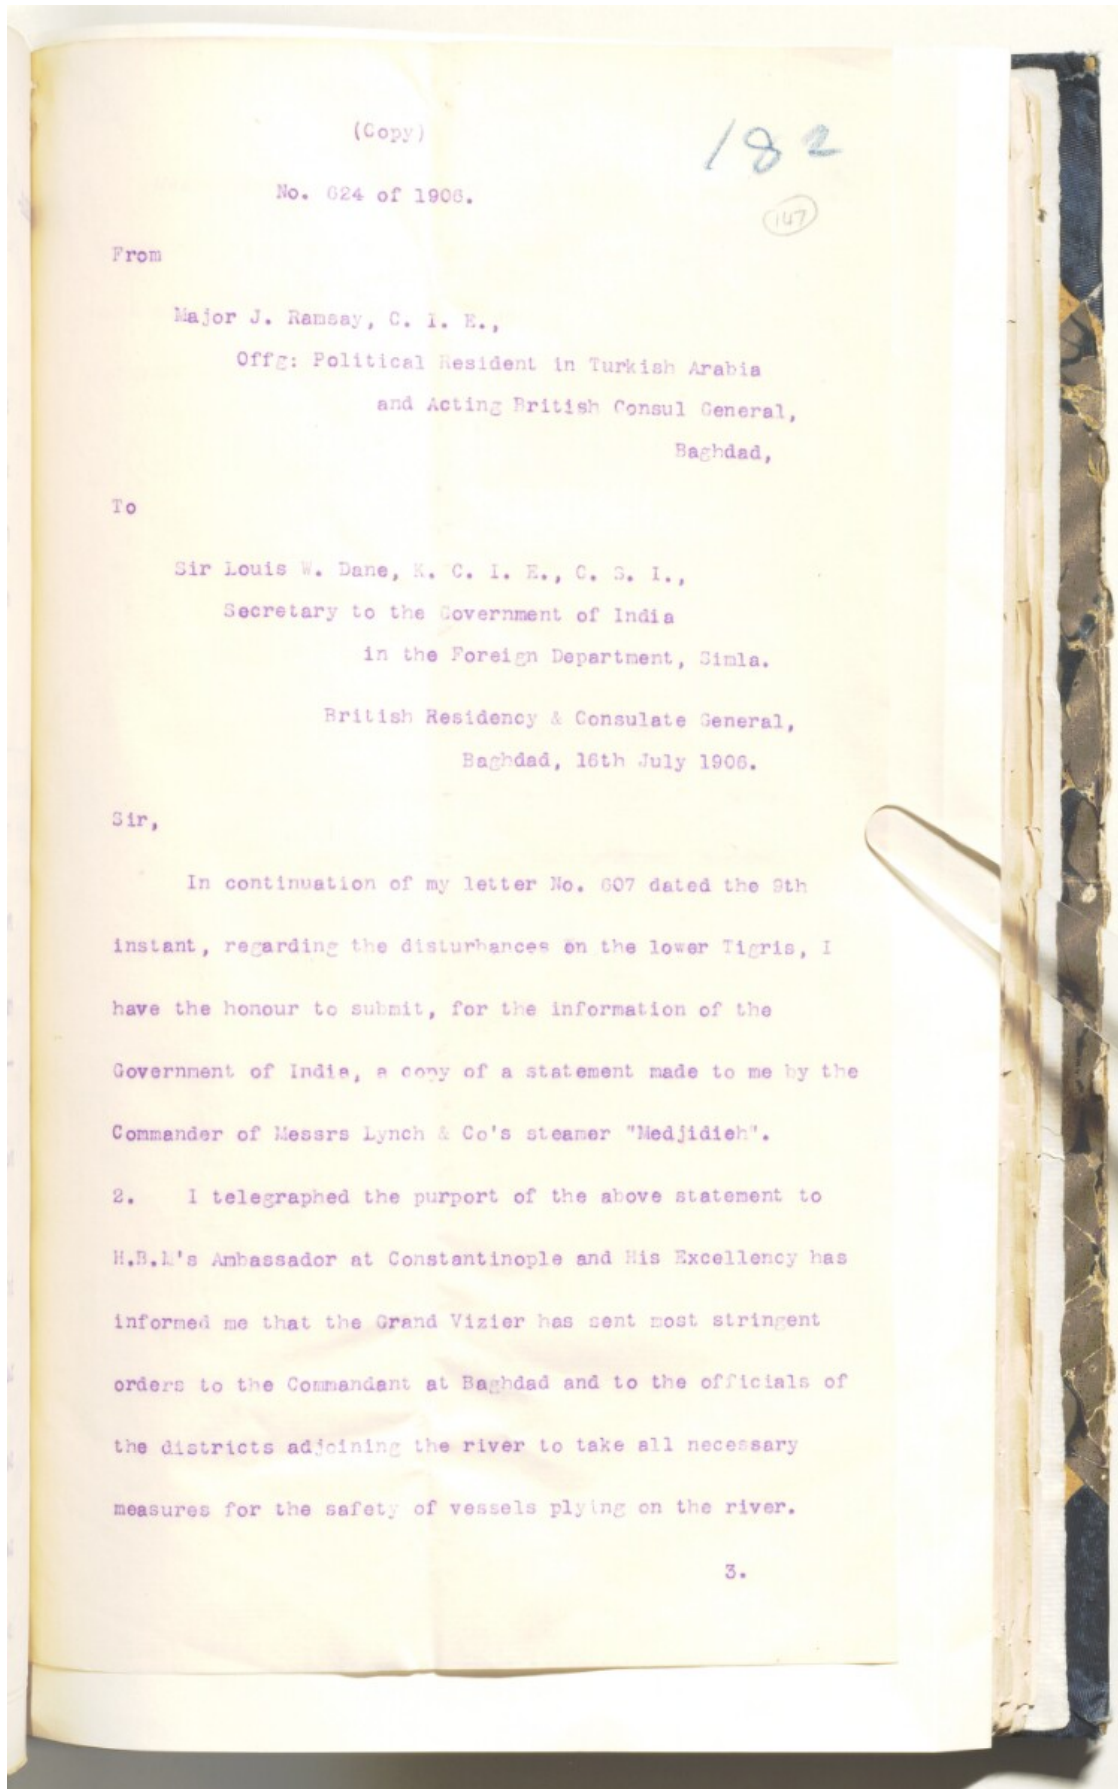 (Copy)
182
No. 624 of 1906.
147
From
Major J. Ramsay, C. I. E.,
Offg: Political Resident in Turkish Arabia
and Acting British Consul General,
Baghdad,
To
Sir Louis W. Dane, K. C. I. E., C. S. I.,
Secretary to the Government of India
in the Foreign Department, Simla.
British Residency & Consulate General,
Baghdad, 16th July 1906.
Sir,
In continuation of my letter No. 607 dated the 9th
instant, regarding the disturbances on the lower Tigris, I
have the honour to submit, for the information of the
Government of India, a copy of a statement made to me by the
Commander of Messrs Lynch & Co's steamer "Medjidieh".
2. I telegraphed the purport of the above statement to
H.B.M's Ambassador at Constantinople and His Excellency has
informed me that the Grand Vizier has sent most stringent
orders to the Commandant at Baghdad and to the officials of
the districts adjoining the river to take all necessary
measures for the safety of vessels plying on the river.
3.